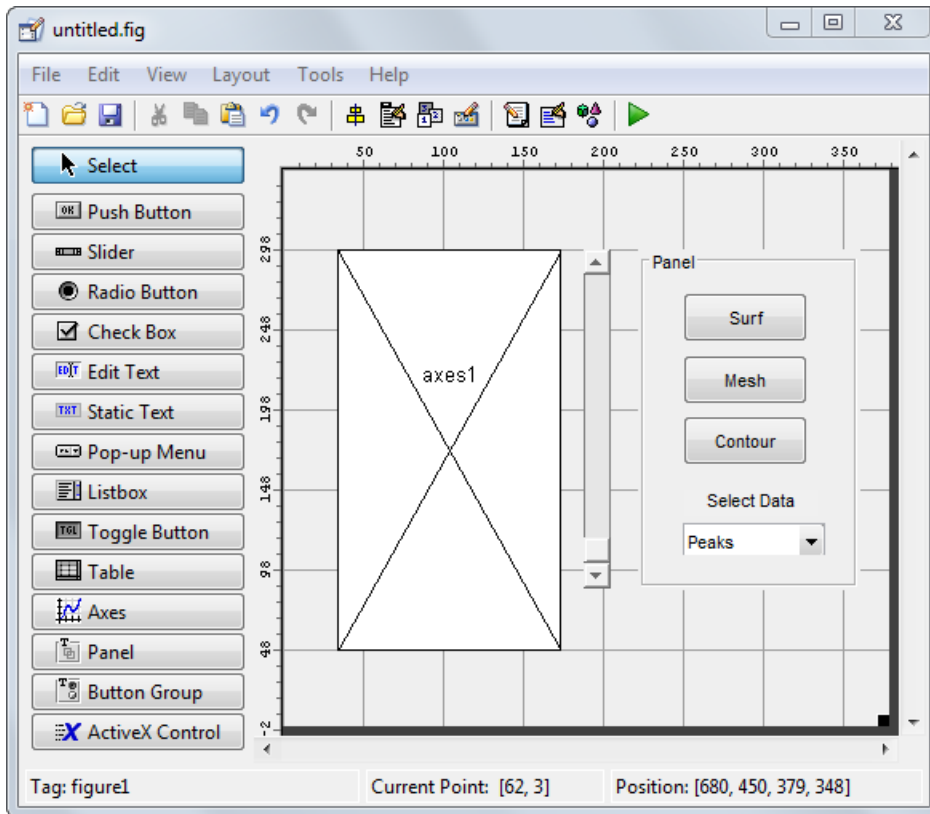 untitled.fig
File Edit View Layout Tools Help
Select
Push Button
Slider
Radio Button
Check Box
Edit Text
Static Text
Pop-up Menu
Listbox
Toggle Button
Table
Axes
Panel
Button Group
ActiveX Control
50 100 150 200 250 300 350
298
248
198
148
98
48
-2
axes1
Panel
Surf
Mesh
Contour
Select Data
Peaks
Tag: figure1 Current Point: [62, 3] Position: [680, 450, 379, 348]